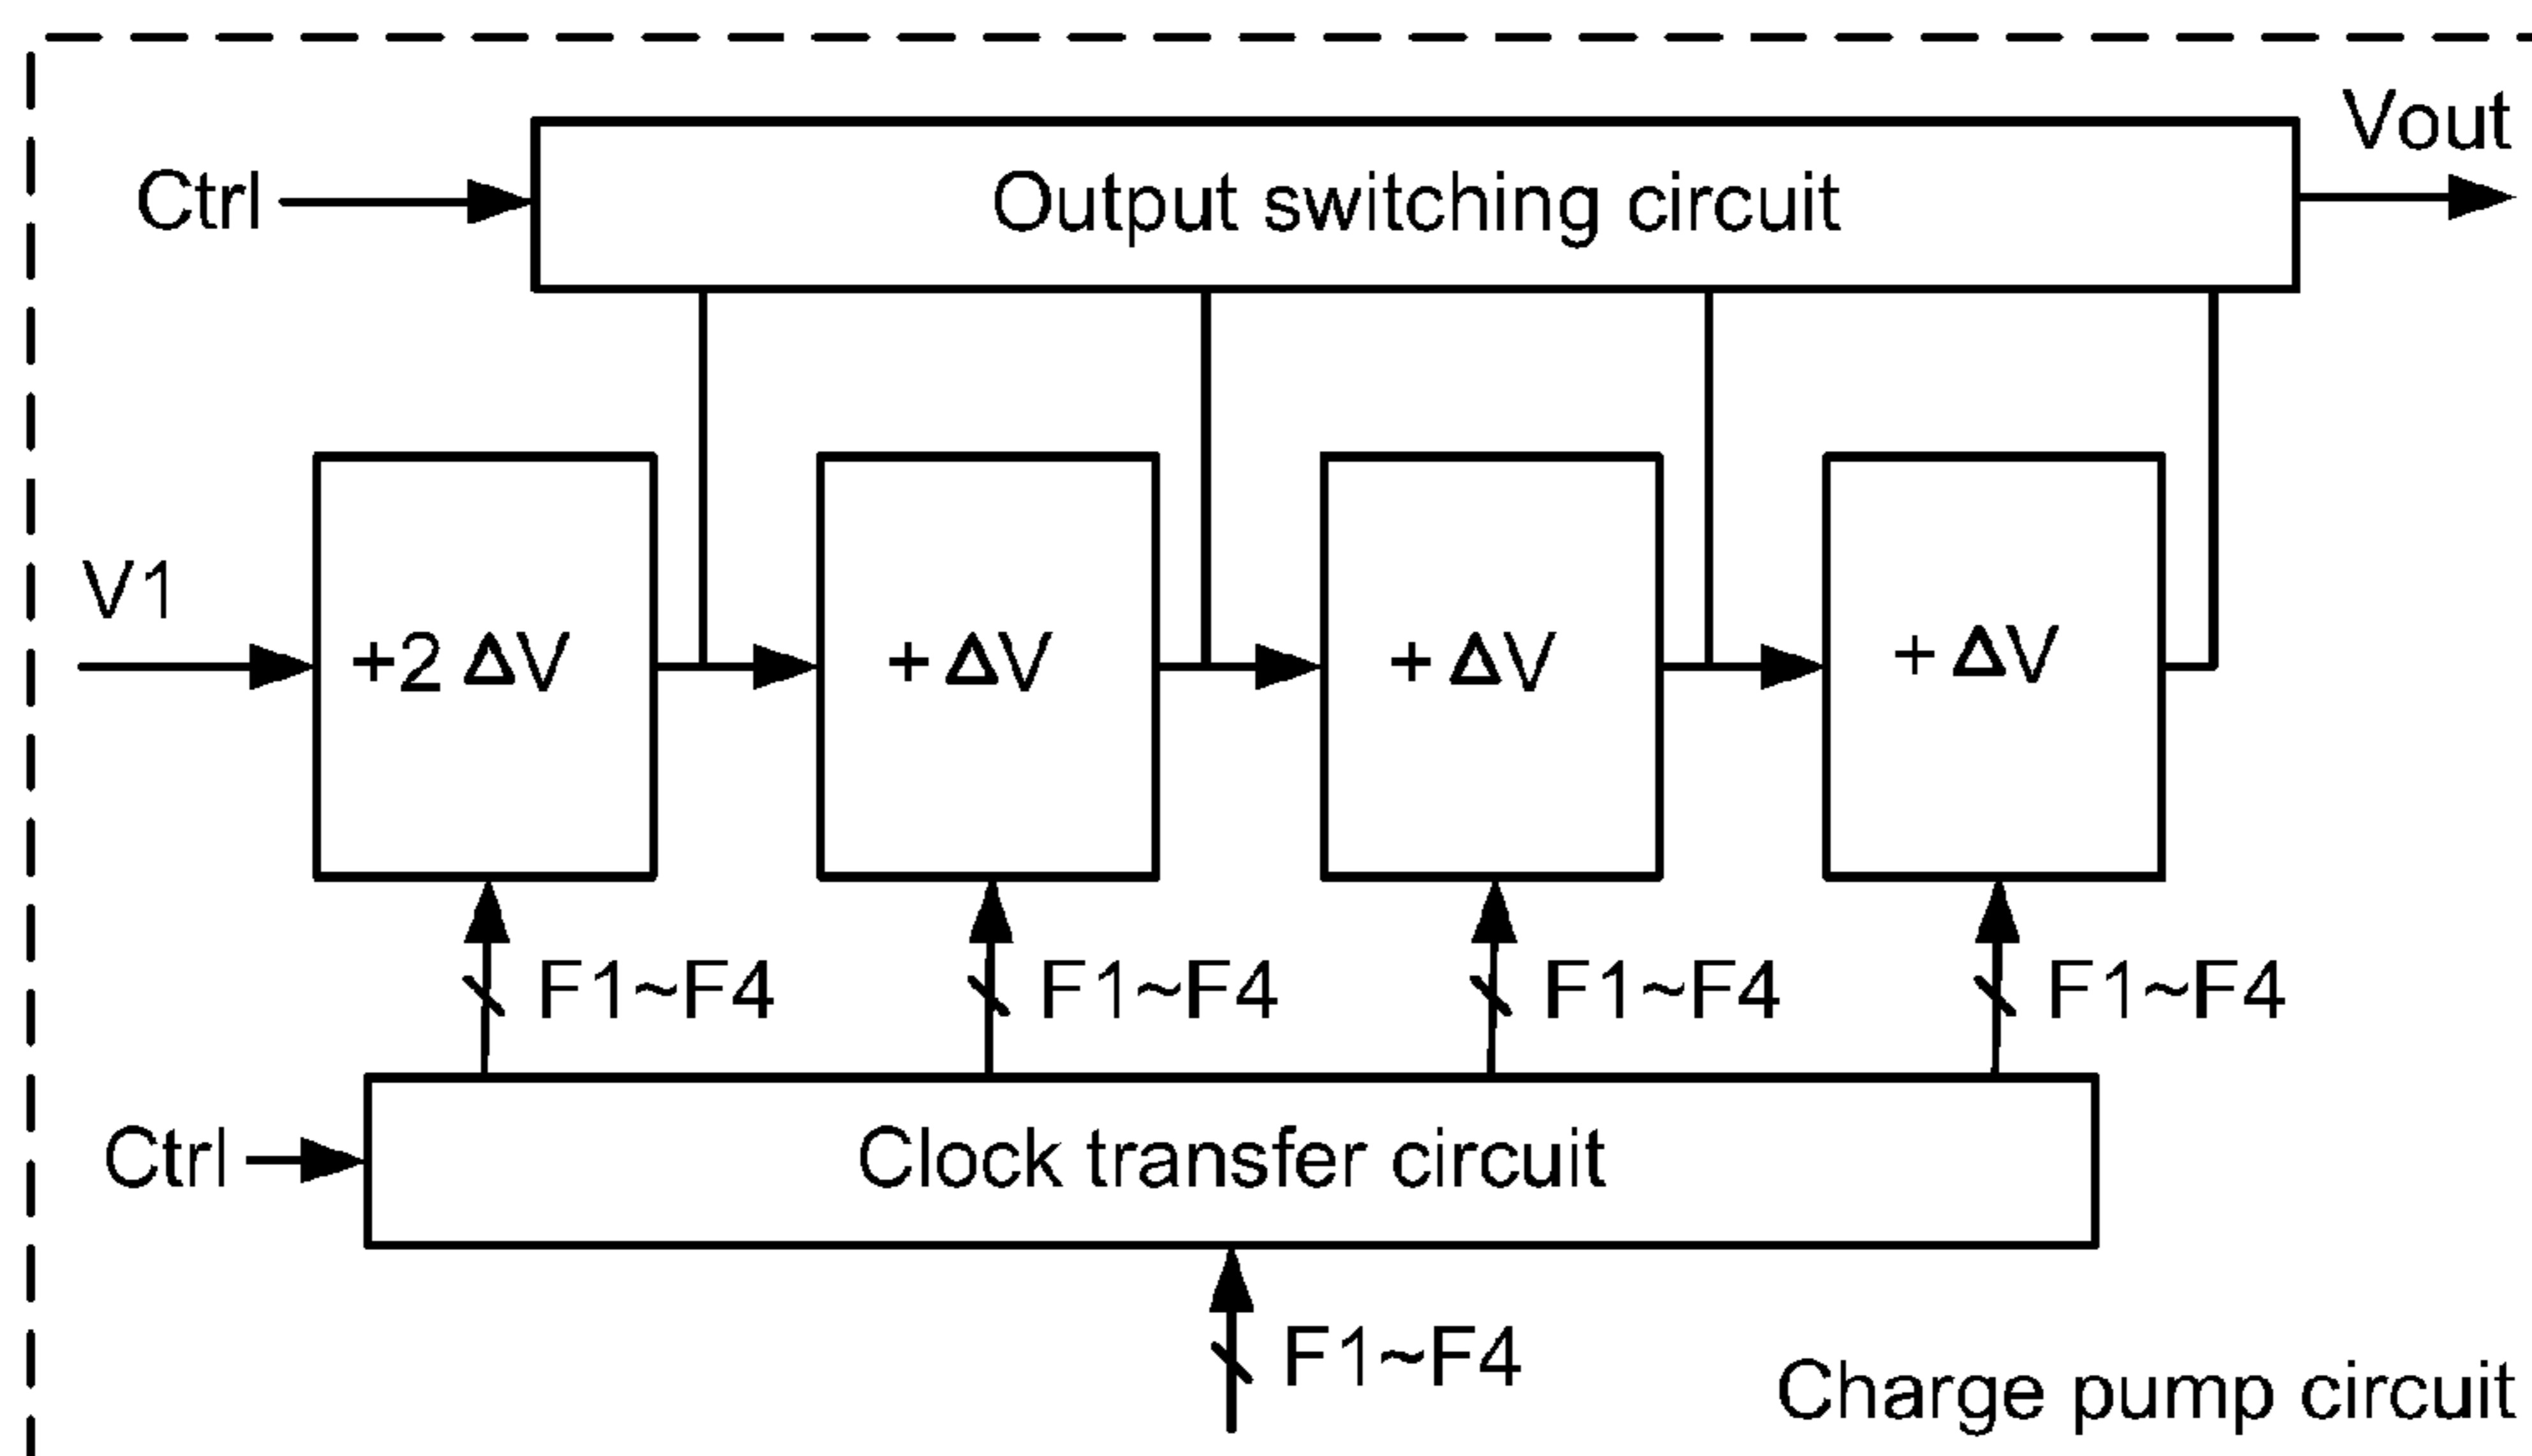 Vout
Ctrl
Output switching circuit
V1
+2 ΔV
+ ΔV
+ ΔV
+ ΔV
F1~F4
F1~F4
F1~F4
F1~F4
Ctrl
Clock transfer circuit
F1~F4
Charge pump circuit